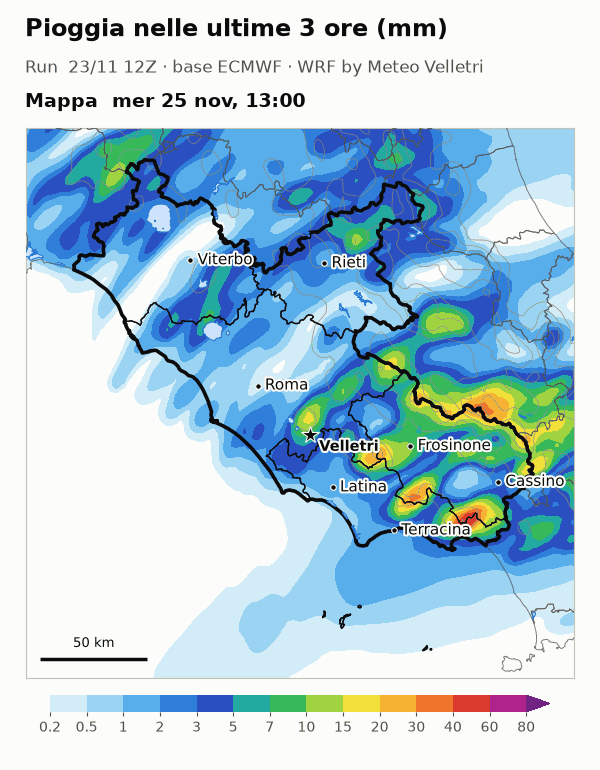 Pioggia nelle ultime 3 ore (mm)
Run  23/11 12Z · base ECMWF · WRF by Meteo Velletri
Mappa  mer 25 nov, 13:00
Viterbo
Rieti
Roma
Velletri
Frosinone
Cassino
Latina
Terracina
50 km
0.2 0.5 1 2 3 5 7 10 15 20 30 40 60 80